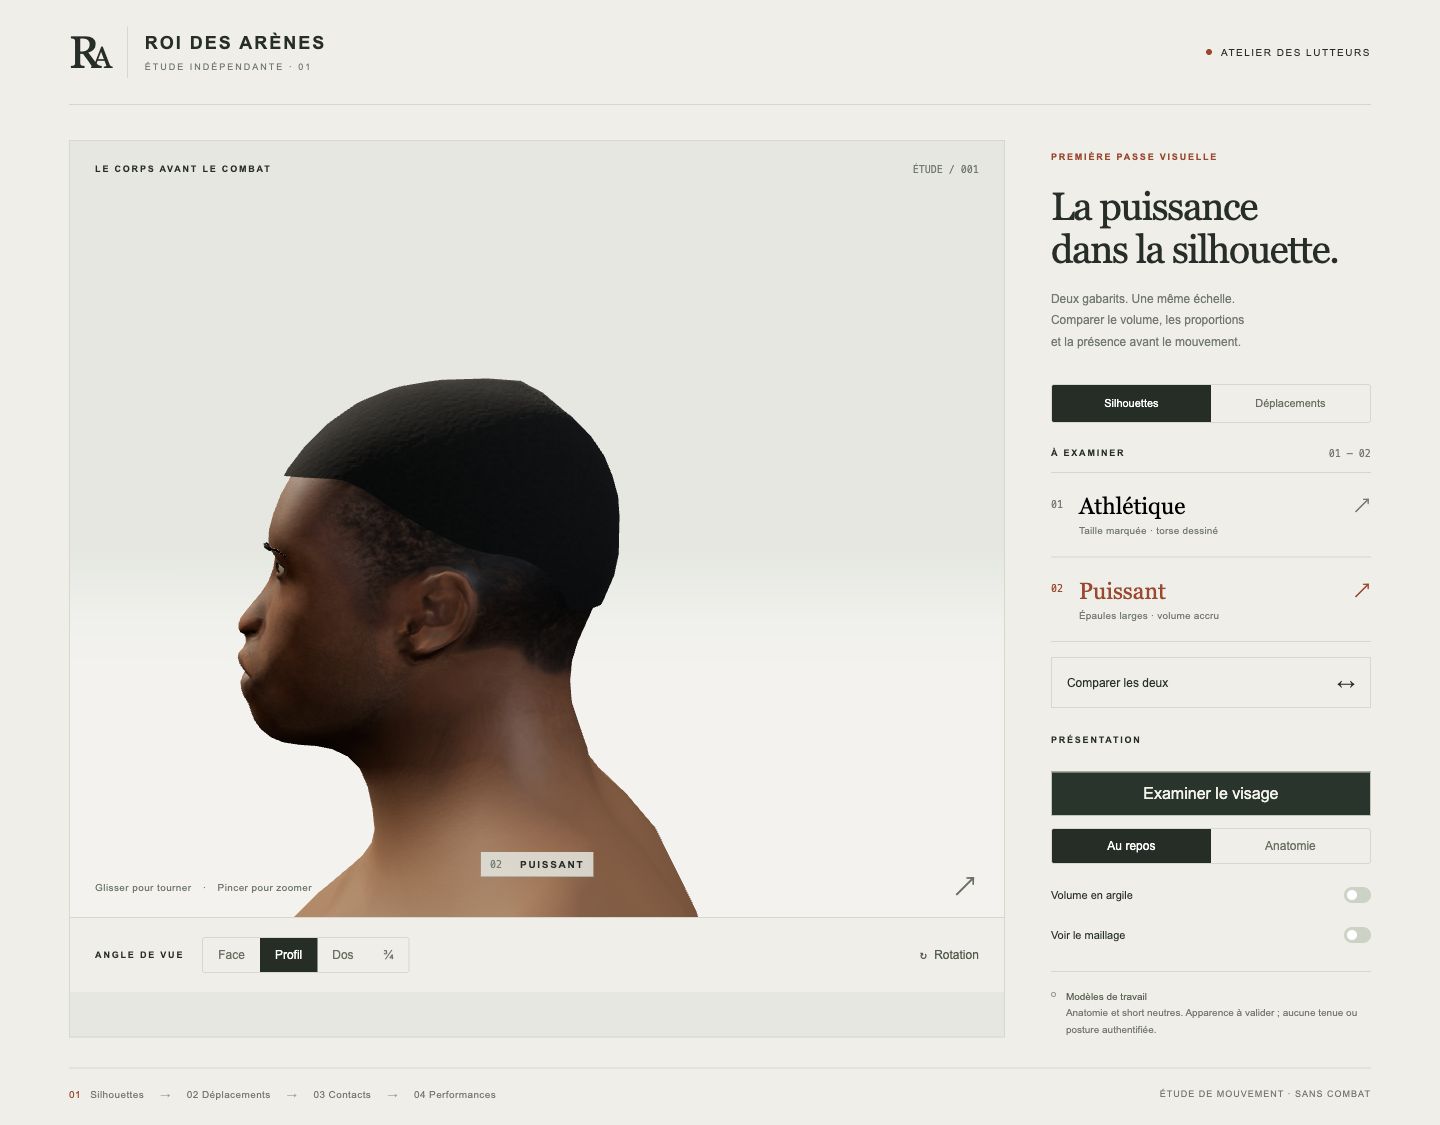 RA
ROI DES ARÈNES
ÉTUDE INDÉPENDANTE · 01
ATELIER DES LUTTEURS
LE CORPS AVANT LE COMBAT
ÉTUDE / 001
02 PUISSANT
Glisser pour tourner · Pincer pour zoomer
ANGLE DE VUE
Face
Profil
Dos
¾
↻ Rotation
PREMIÈRE PASSE VISUELLE
La puissance
dans la silhouette.
Deux gabarits. Une même échelle.
Comparer le volume, les proportions
et la présence avant le mouvement.
Silhouettes
Déplacements
À EXAMINER
01 — 02
01 Athlétique
Taille marquée · torse dessiné
02 Puissant
Épaules larges · volume accru
Comparer les deux
PRÉSENTATION
Examiner le visage
Au repos
Anatomie
Volume en argile
Voir le maillage
Modèles de travail
Anatomie et short neutres. Apparence à valider ; aucune tenue ou
posture authentifiée.
01 Silhouettes → 02 Déplacements → 03 Contacts → 04 Performances
ÉTUDE DE MOUVEMENT · SANS COMBAT